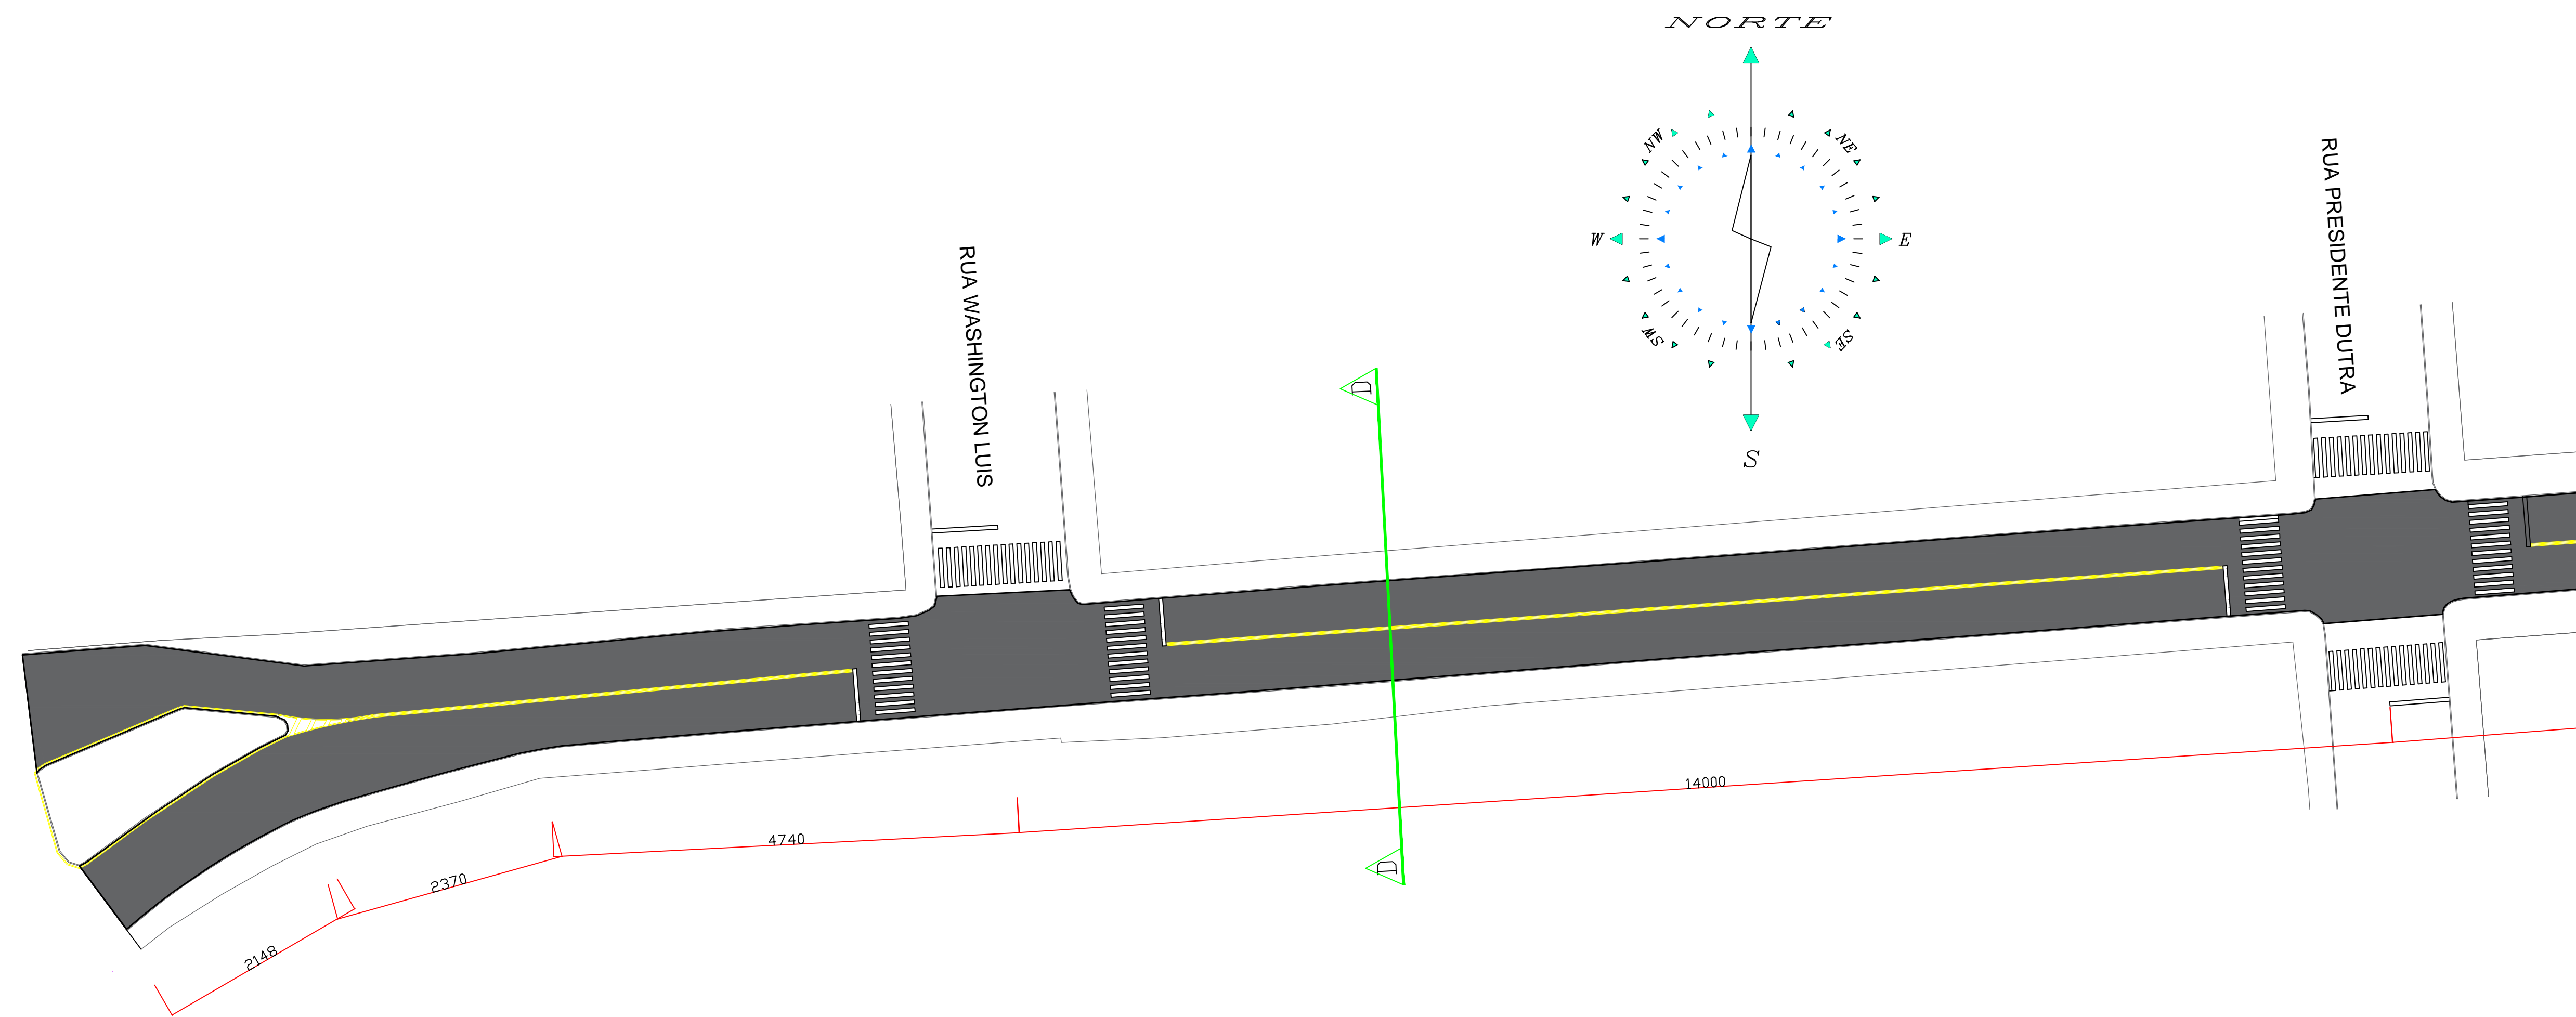 NORTE
NW
NE
W
E
SW
SE
S
RUA WASHINGTON LUIS
RUA PRESIDENTE DUTRA
D
D
14000
4740
2370
2148